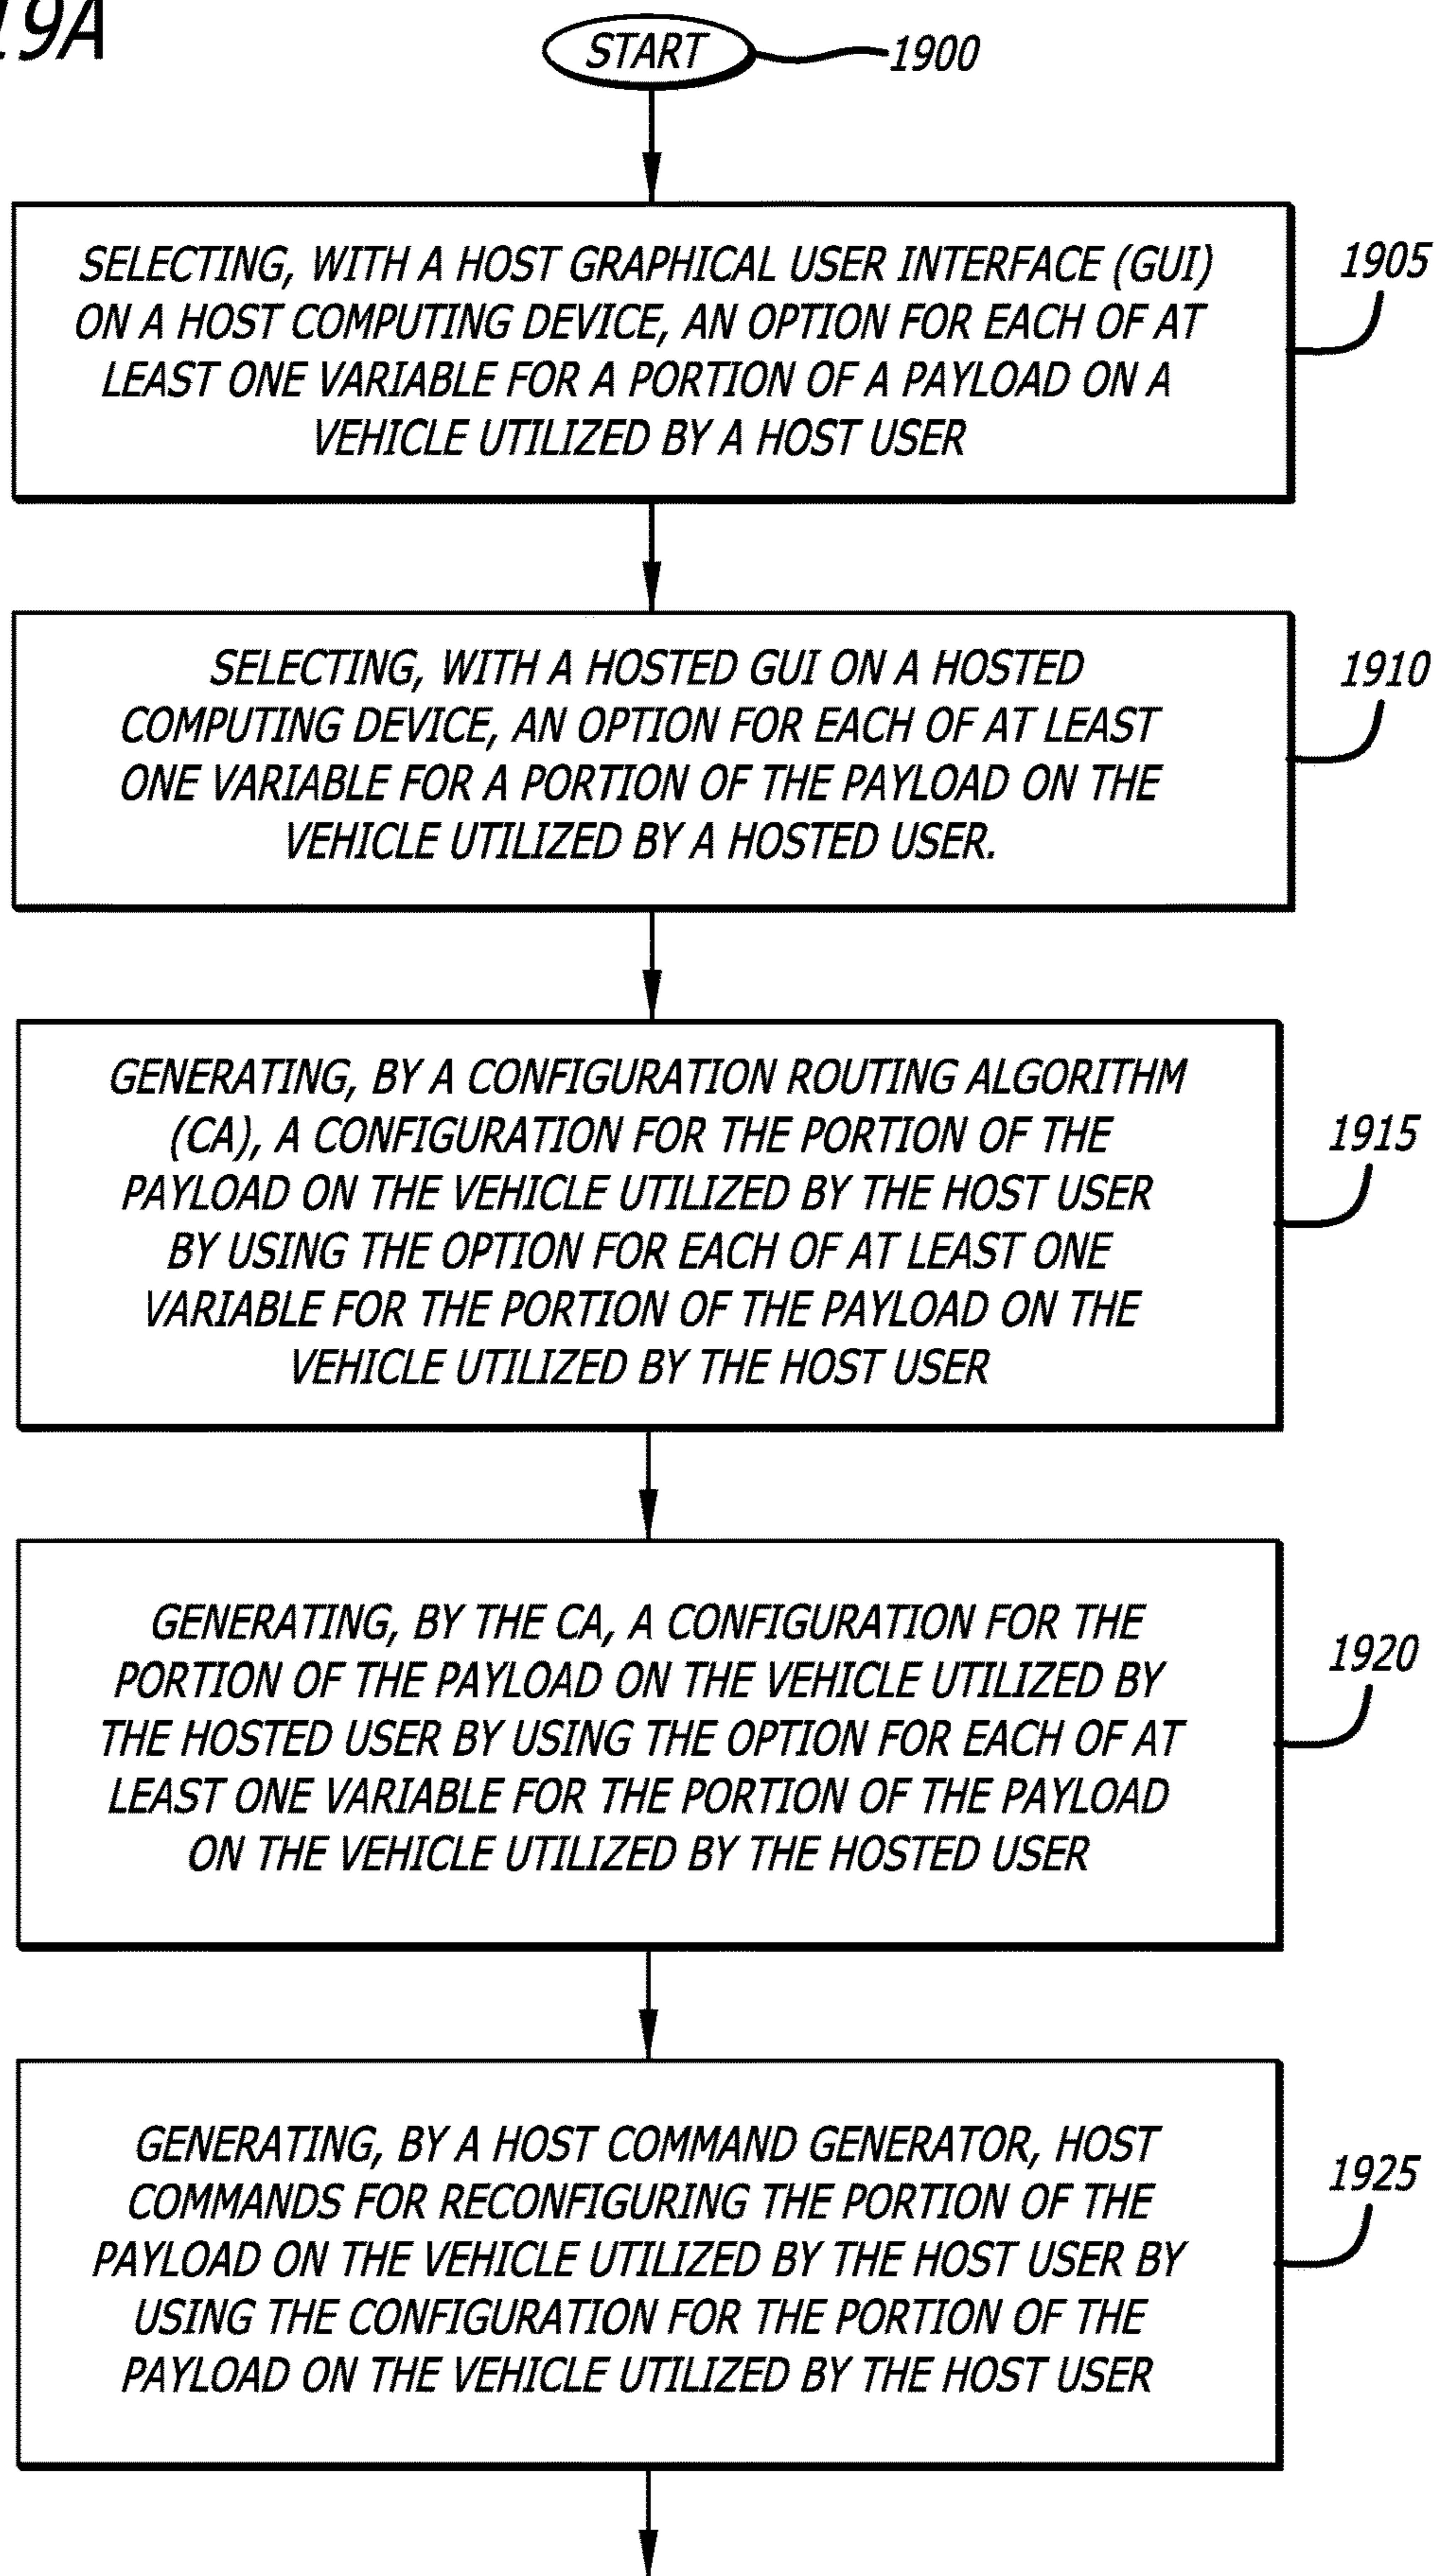 19A
START
1900
SELECTING, WITH A HOST GRAPHICAL USER INTERFACE (GUI)
ON A HOST COMPUTING DEVICE, AN OPTION FOR EACH OF AT
LEAST ONE VARIABLE FOR A PORTION OF A PAYLOAD ON A
VEHICLE UTILIZED BY A HOST USER
1905
SELECTING, WITH A HOSTED GUI ON A HOSTED
COMPUTING DEVICE, AN OPTION FOR EACH OF AT LEAST
ONE VARIABLE FOR A PORTION OF THE PAYLOAD ON THE
VEHICLE UTILIZED BY A HOSTED USER.
1910
GENERATING, BY A CONFIGURATION ROUTING ALGORITHM
(CA), A CONFIGURATION FOR THE PORTION OF THE
PAYLOAD ON THE VEHICLE UTILIZED BY THE HOST USER
BY USING THE OPTION FOR EACH OF AT LEAST ONE
VARIABLE FOR THE PORTION OF THE PAYLOAD ON THE
VEHICLE UTILIZED BY THE HOST USER
1915
GENERATING, BY THE CA, A CONFIGURATION FOR THE
PORTION OF THE PAYLOAD ON THE VEHICLE UTILIZED BY
THE HOSTED USER BY USING THE OPTION FOR EACH OF AT
LEAST ONE VARIABLE FOR THE PORTION OF THE PAYLOAD
ON THE VEHICLE UTILIZED BY THE HOSTED USER
1920
GENERATING, BY A HOST COMMAND GENERATOR, HOST
COMMANDS FOR RECONFIGURING THE PORTION OF THE
PAYLOAD ON THE VEHICLE UTILIZED BY THE HOST USER BY
USING THE CONFIGURATION FOR THE PORTION OF THE
PAYLOAD ON THE VEHICLE UTILIZED BY THE HOST USER
1925